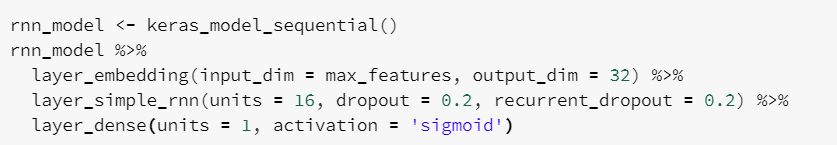 rnn_model <- keras_model_sequential()
rnn_model %>%
  layer_embedding(input_dim = max_features, output_dim = 32) %>%
  layer_simple_rnn(units = 16, dropout = 0.2, recurrent_dropout = 0.2) %>%
  layer_dense(units = 1, activation = 'sigmoid')